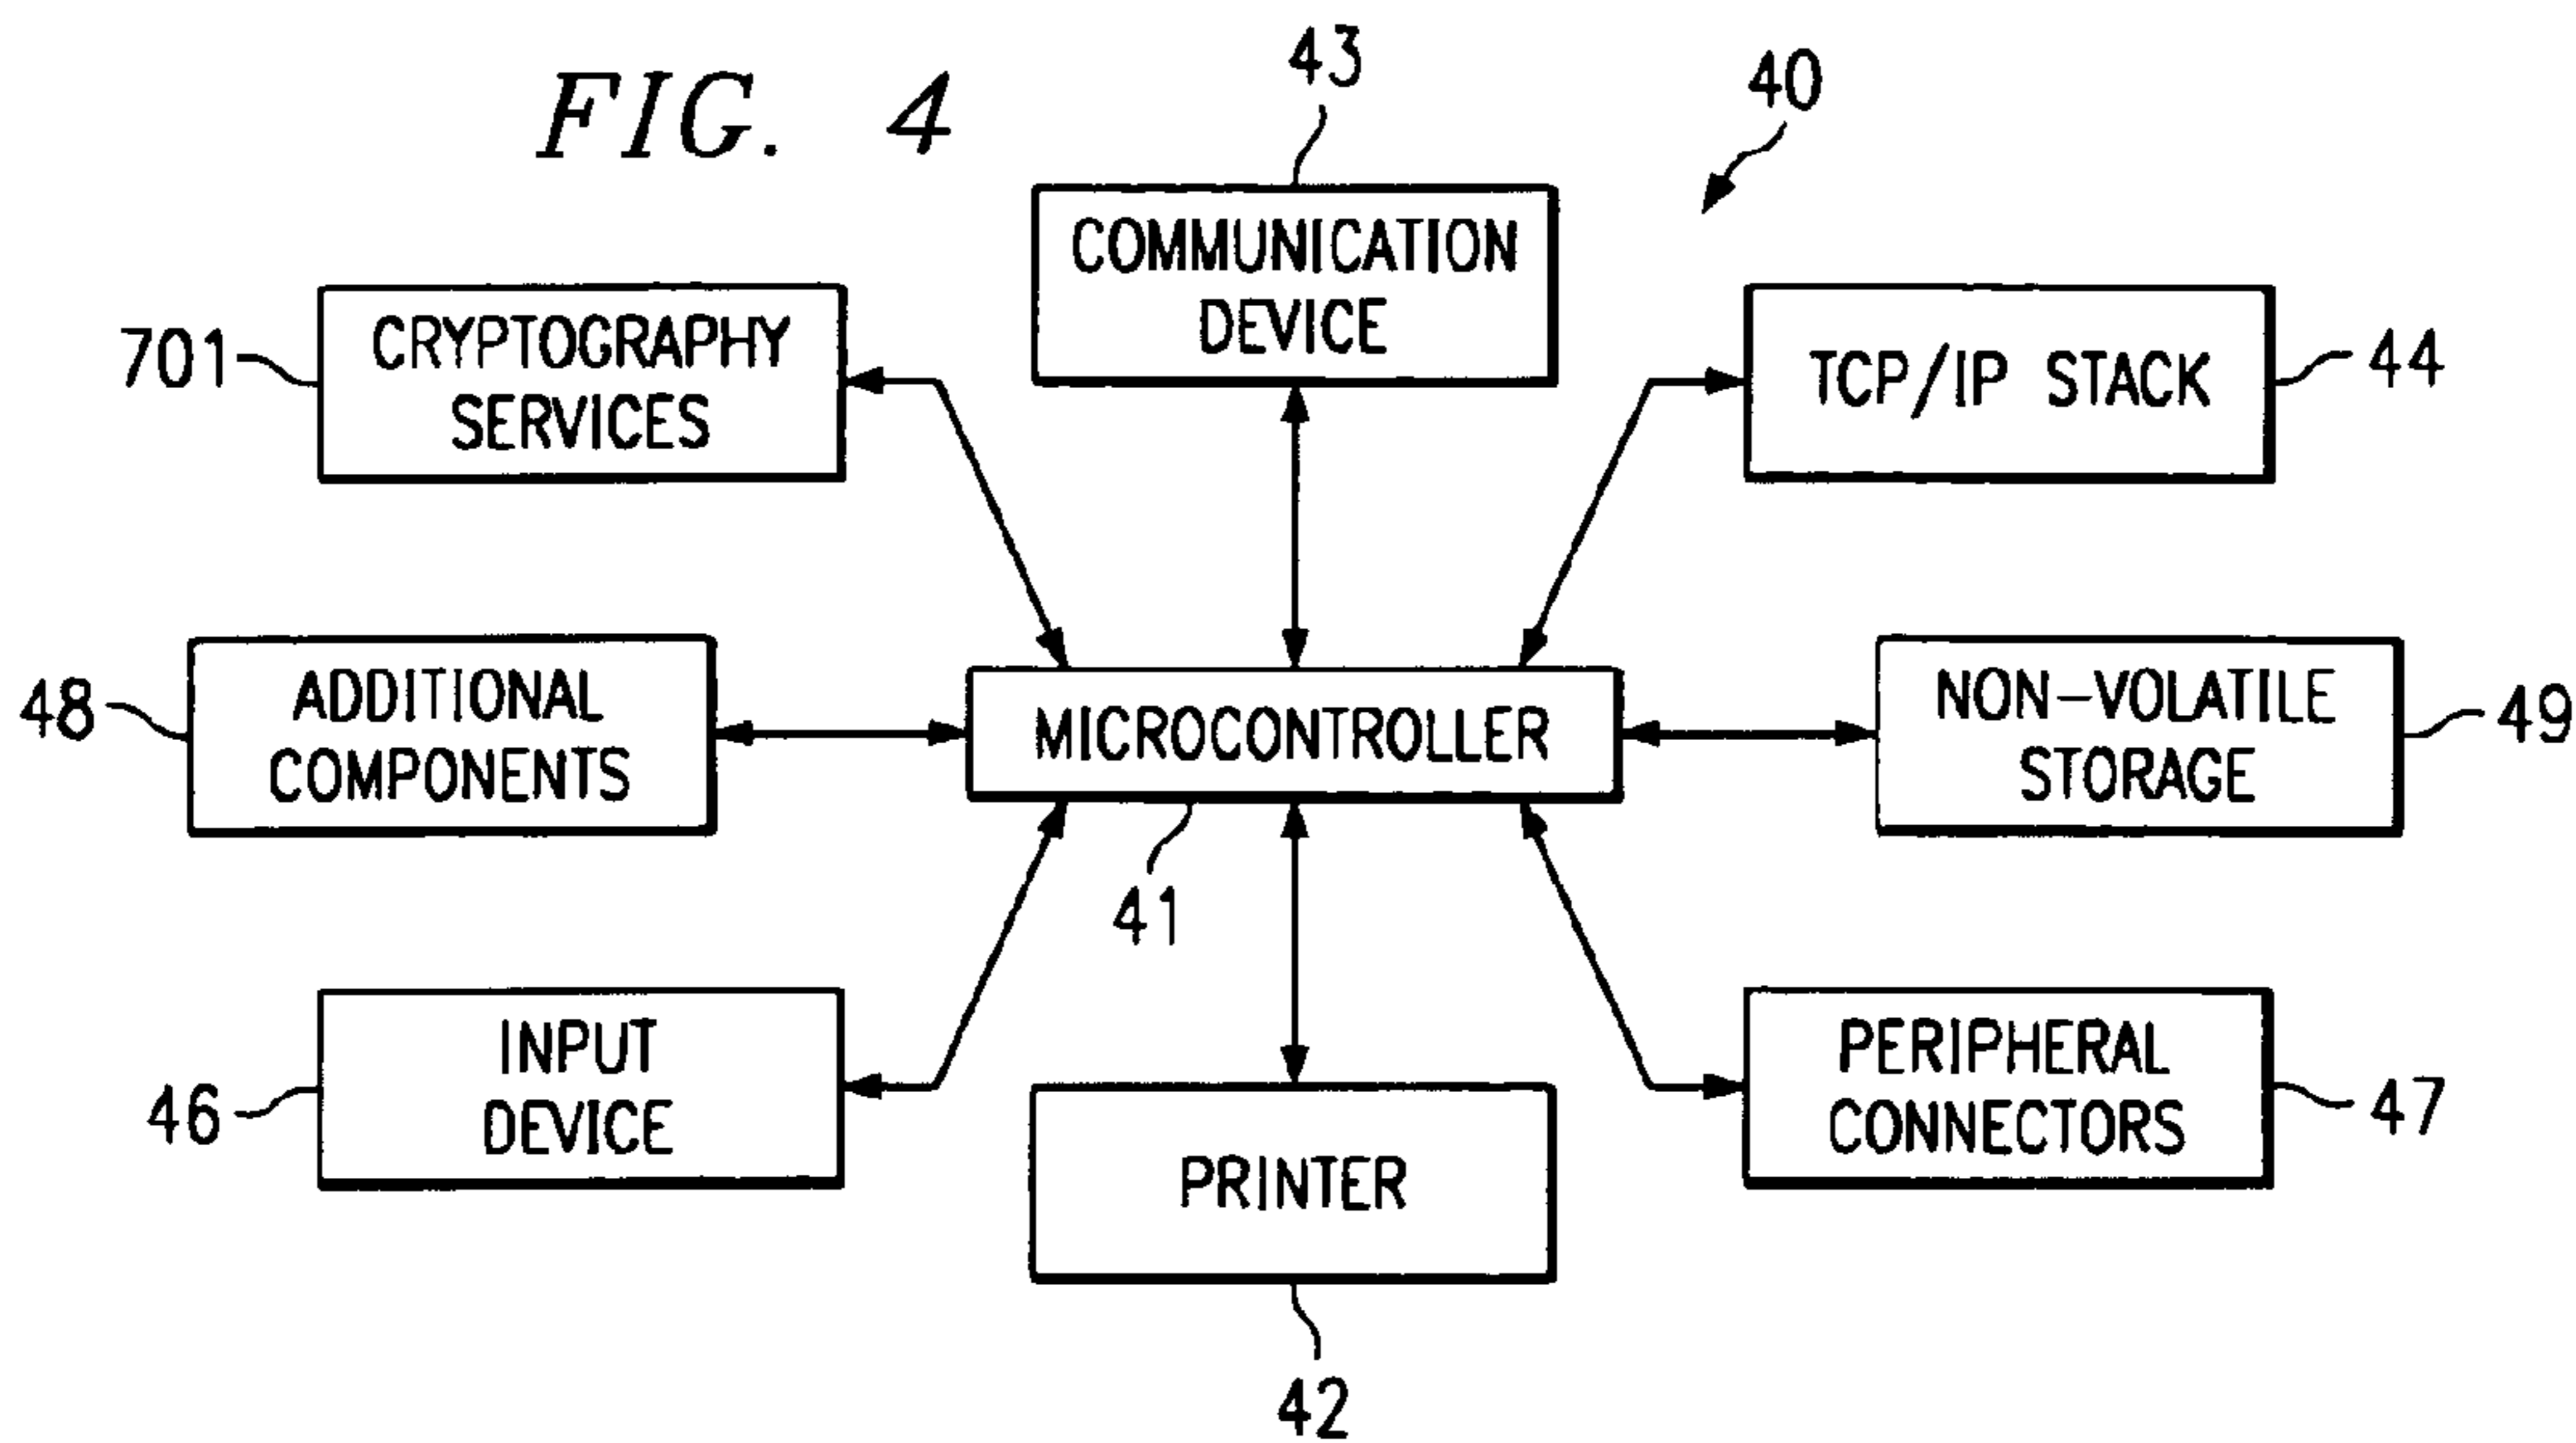 FIG. 4
43
40
COMMUNICATION
DEVICE
701
CRYPTOGRAPHY
SERVICES
TCP/IP STACK
44
48
ADDITIONAL
COMPONENTS
MICROCONTROLLER
41
NON-VOLATILE
STORAGE
49
46
INPUT
DEVICE
PRINTER
42
PERIPHERAL
CONNECTORS
47